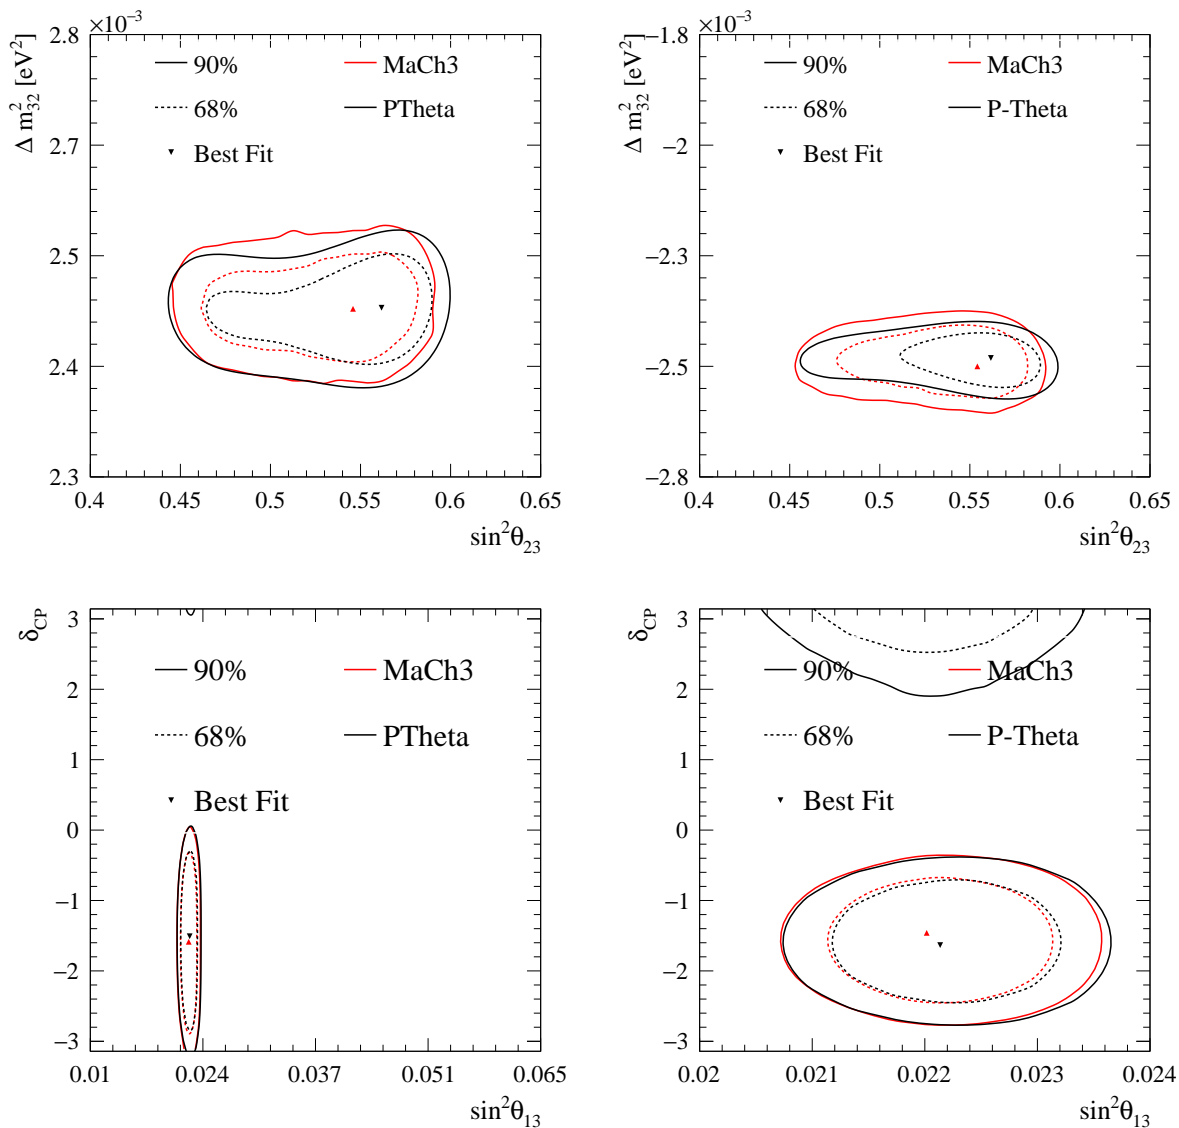 ×10⁻³
Δ m²₃₂ [eV²]
2.8
2.7
2.5
2.4
2.3
90%
MaCh3
68%
PTheta
Best Fit
0.4 0.45 0.5 0.55 0.6 0.65
sin²θ₂₃
×10⁻³
Δ m²₃₂ [eV²]
−1.8
−2
−2.3
−2.5
−2.8
90%
MaCh3
68%
P-Theta
Best Fit
0.4 0.45 0.5 0.55 0.6 0.65
sin²θ₂₃
δCP
3
2
1
0
−1
−2
−3
90%
MaCh3
68%
PTheta
Best Fit
0.01 0.024 0.037 0.051 0.065
sin²θ₁₃
δCP
3
2
1
0
−1
−2
−3
90%
MaCh3
68%
P-Theta
Best Fit
0.02 0.021 0.022 0.023 0.024
sin²θ₁₃